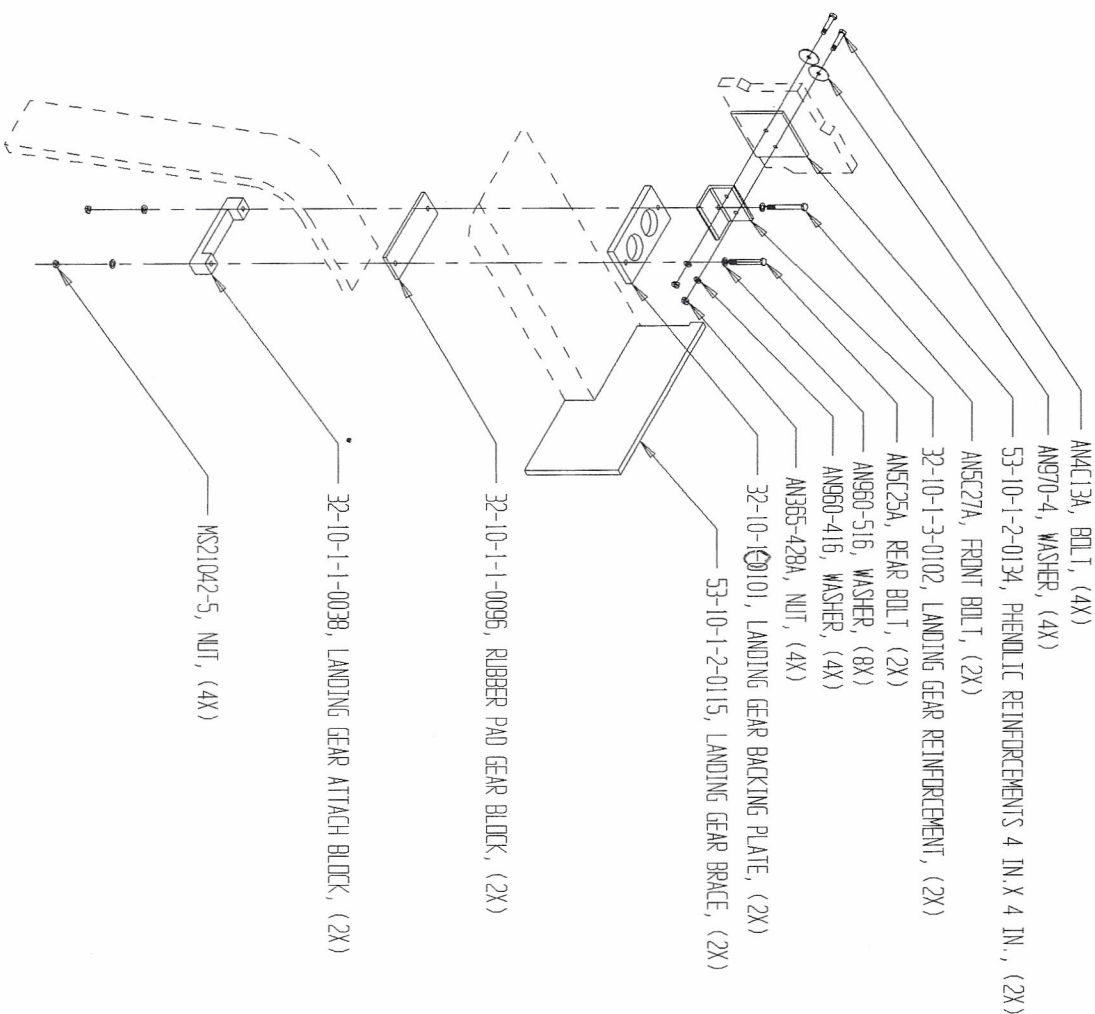 AN4C13A, BOLT, (4X)
AN970-4, WASHER, (4X)
53-10-1-2-0134, PHENOLIC REINFORCEMENTS 4 IN.X 4 IN., (2X)
AN5C27A, FRONT BOLT, (2X)
32-10-1-3-0102, LANDING GEAR REINFORCEMENT, (2X)
AN5C25A, REAR BOLT, (2X)
AN960-516, WASHER, (8X)
AN960-416, WASHER, (4X)
AN365-428A, NUT, (4X)
LANDING GEAR BACKING PLATE, (2X)
53-10-1-2-0115, LANDING GEAR BRACE, (2X)
32-10-1-1-0096, RUBBER PAD GEAR BLOCK, (2X)
32-10-1-1-0038, LANDING GEAR ATTACH BLOCK, (2X)
MS21042-5, NUT, (4X)